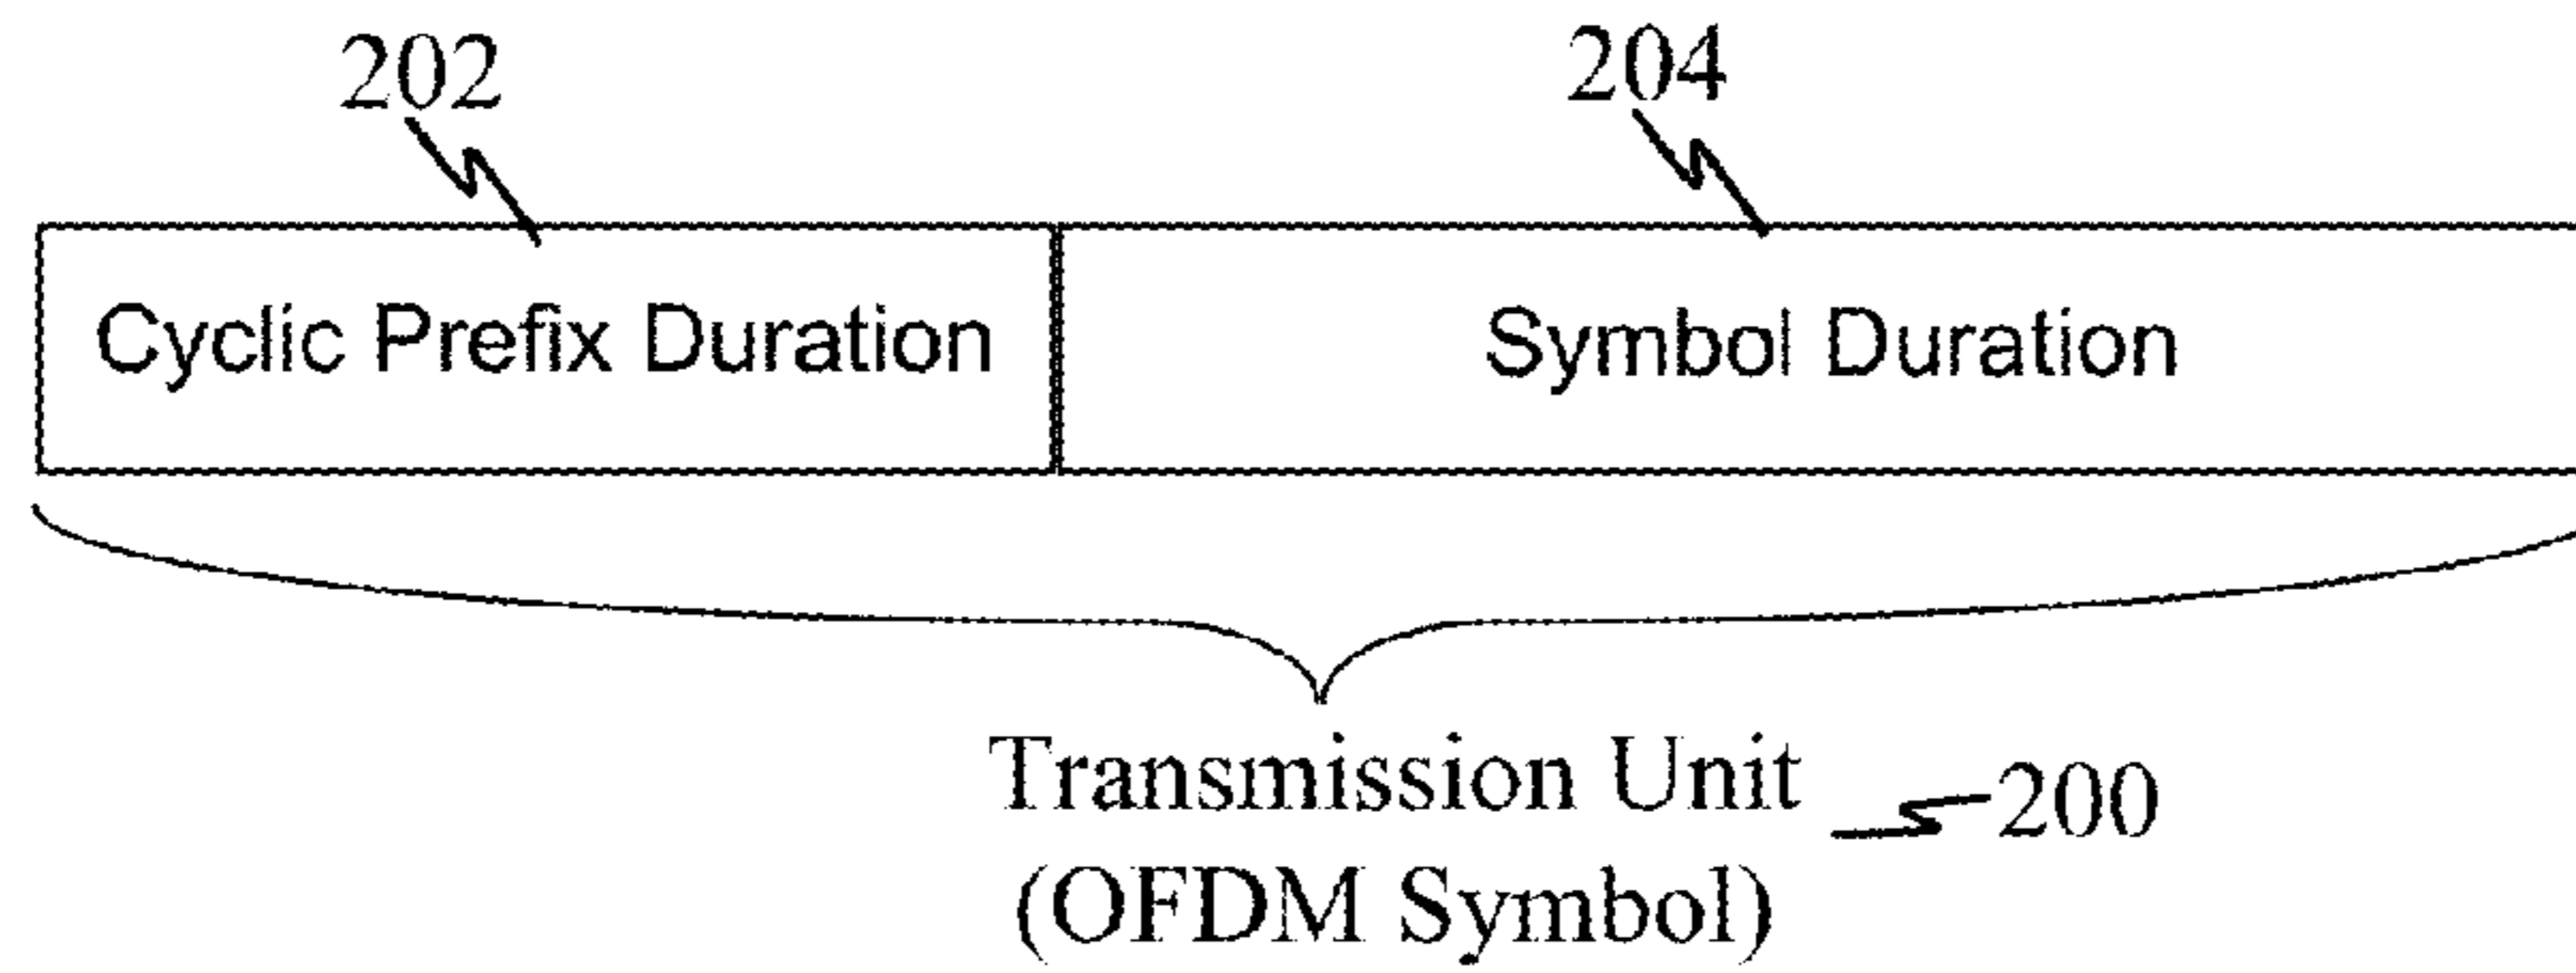 202
204
Cyclic Prefix Duration
Symbol Duration
Transmission Unit
200
(OFDM Symbol)